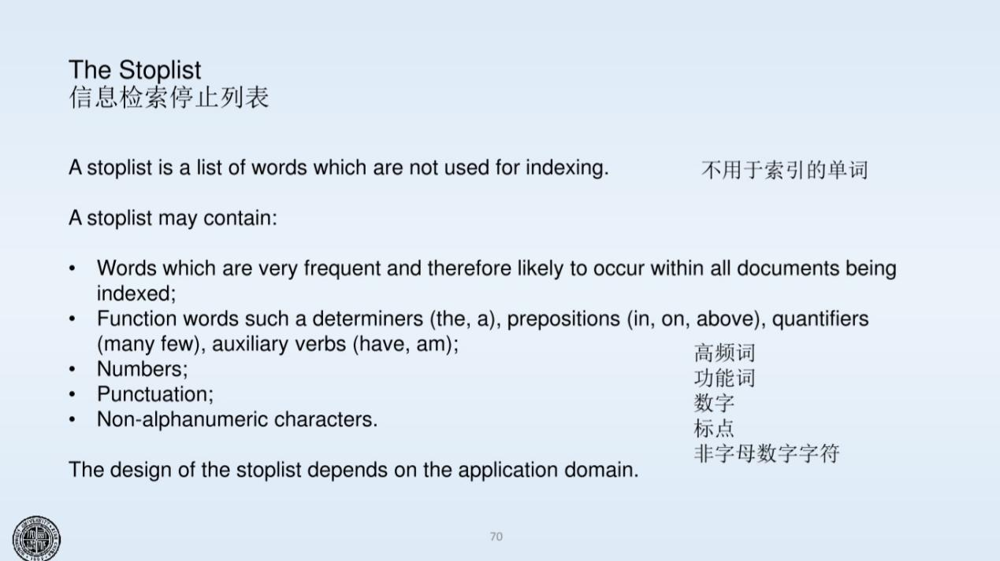 The Stoplist
信息检索停止列表
A stoplist is a list of words which are not used for indexing.
不用于索引的单词
A stoplist may contain:
• Words which are very frequent and therefore likely to occur within all documents being
indexed;
• Function words such a determiners (the, a), prepositions (in, on, above), quantifiers
(many few), auxiliary verbs (have, am);
• Numbers;
• Punctuation;
• Non-alphanumeric characters.
高频词
功能词
数字
标点
非字母数字字符
The design of the stoplist depends on the application domain.
70